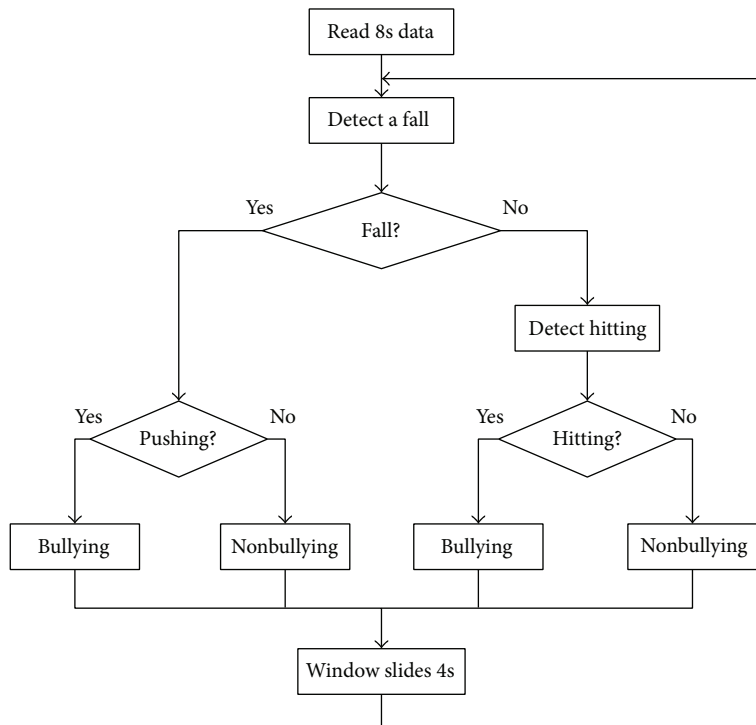 Read 8s data
Detect a fall
Yes
No
Fall?
Detect hitting
Yes
No
Yes
No
Pushing?
Hitting?
Bullying
Nonbullying
Bullying
Nonbullying
Window slides 4s